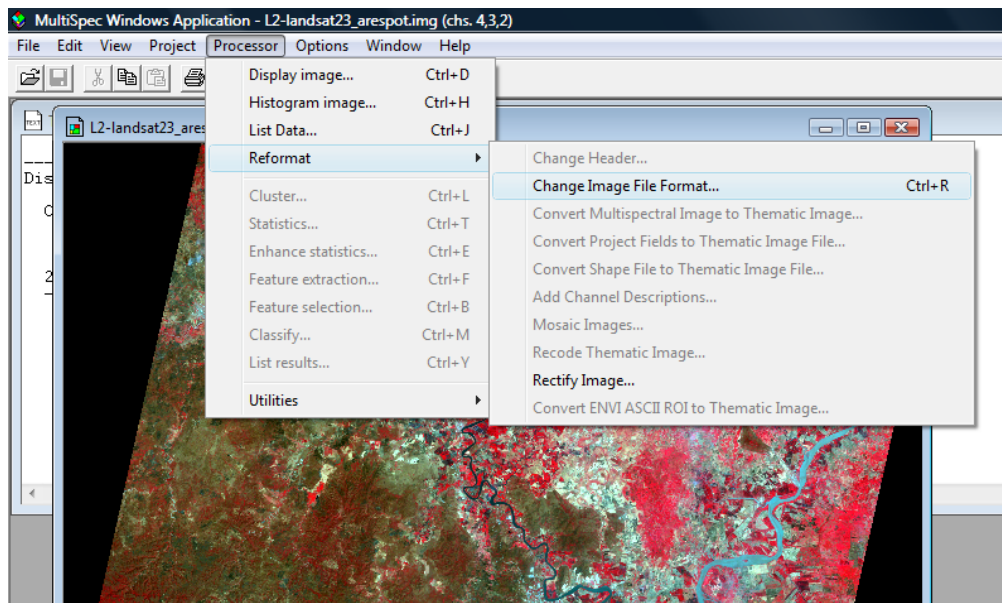 MultiSpec Windows Application - L2-landsat23_arespot.img (chs. 4,3,2)
File Edit View Project Processor Options Window Help
Display image... Ctrl+D
Histogram image... Ctrl+H
TEXT
L2-landsat23_ares
List Data... Ctrl+J
Reformat
Dis
Change Header...
Change Image File Format... Ctrl+R
Cluster... Ctrl+L
Convert Multispectral Image to Thematic Image...
Statistics... Ctrl+T
Convert Project Fields to Thematic Image File...
Enhance statistics... Ctrl+E
Convert Shape File to Thematic Image File...
2
Feature extraction... Ctrl+F
Add Channel Descriptions...
Feature selection... Ctrl+B
Mosaic Images...
Classify... Ctrl+M
Recode Thematic Image...
List results... Ctrl+Y
Rectify Image...
Utilities
Convert ENVI ASCII ROI to Thematic Image...